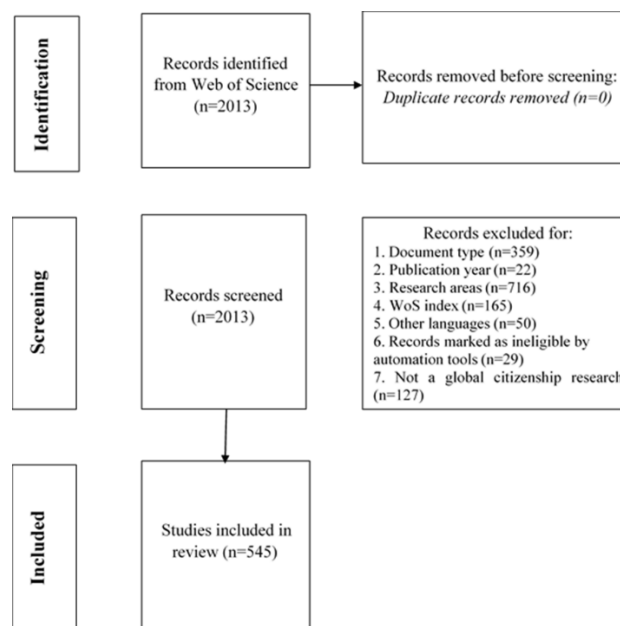 Identification
Records identified
from Web of Science
(n=2013)
Records removed before screening:
Duplicate records removed (n=0)
Screening
Records screened
(n=2013)
Records excluded for:
1. Document type (n=359)
2. Publication year (n=22)
3. Research areas (n=716)
4. WoS index (n=165)
5. Other languages (n=50)
6. Records marked as ineligible by
automation tools (n=29)
7. Not a global citizenship research
(n=127)
Included
Studies included in
review (n=545)